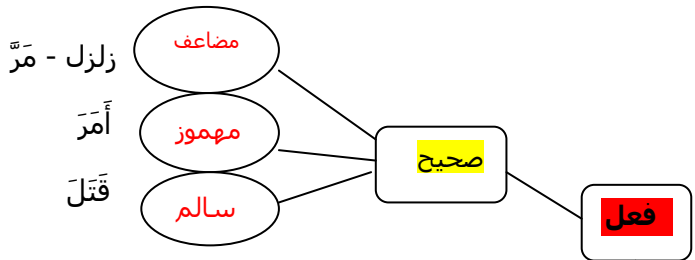 فعل
صحيح
مضاعف
زلزل - مَرَّ
مهموز
أَمَرَ
سالم
قَتَلَ